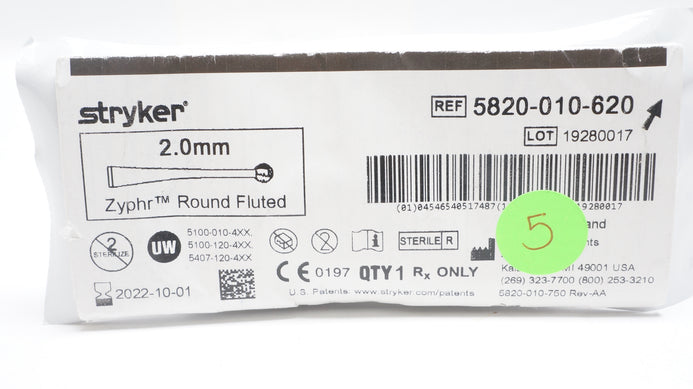 stryker®
REF 5820-010-620
LOT 19280017
2.0mm
Zyphr™ Round Fluted
(01)04546540517487(1 19280017
2
STERILIZE
UW
5100-010-4XX.
5100-120-4XX
5407-120-4XX
2
i
STERILE R
5
and
nts
MI 49001 USA
(269) 323-7700 (800) 253-3210
2022-10-01
CE 0197 QTY 1 Rx ONLY
U.S. Patents: www.stryker.com/patents
5820-010-750 Rev-AA